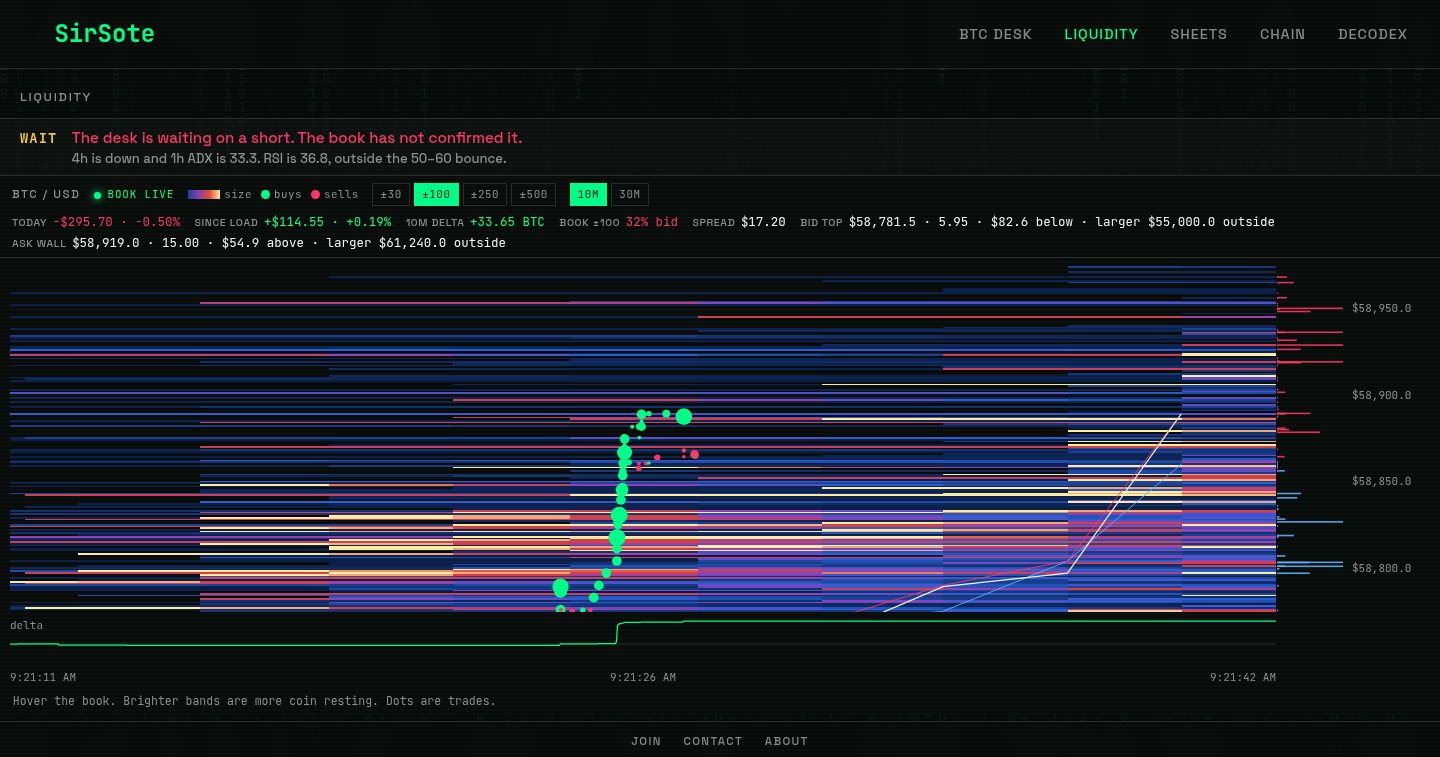 SirSote
BTC DESK LIQUIDITY SHEETS CHAIN DECODEX
LIQUIDITY
WAIT The desk is waiting on a short. The book has not confirmed it.
4h is down and 1h ADX is 33.3. RSI is 36.8, outside the 50–60 bounce.
BTC / USD BOOK LIVE size buys sells ±30 ±100 ±250 ±500 10M 30M
TODAY -$295.70 · -0.50% SINCE LOAD +$114.55 · +0.19% 10M DELTA +33.65 BTC BOOK ±100 32% bid SPREAD $17.20 BID TOP $58,781.5 · 5.95 · $82.6 below · larger $55,000.0 outside
ASK WALL $58,919.0 · 15.00 · $54.9 above · larger $61,240.0 outside
$58,950.0
$58,900.0
$58,850.0
$58,800.0
delta
9:21:11 AM 9:21:26 AM 9:21:42 AM
Hover the book. Brighter bands are more coin resting. Dots are trades.
JOIN CONTACT ABOUT